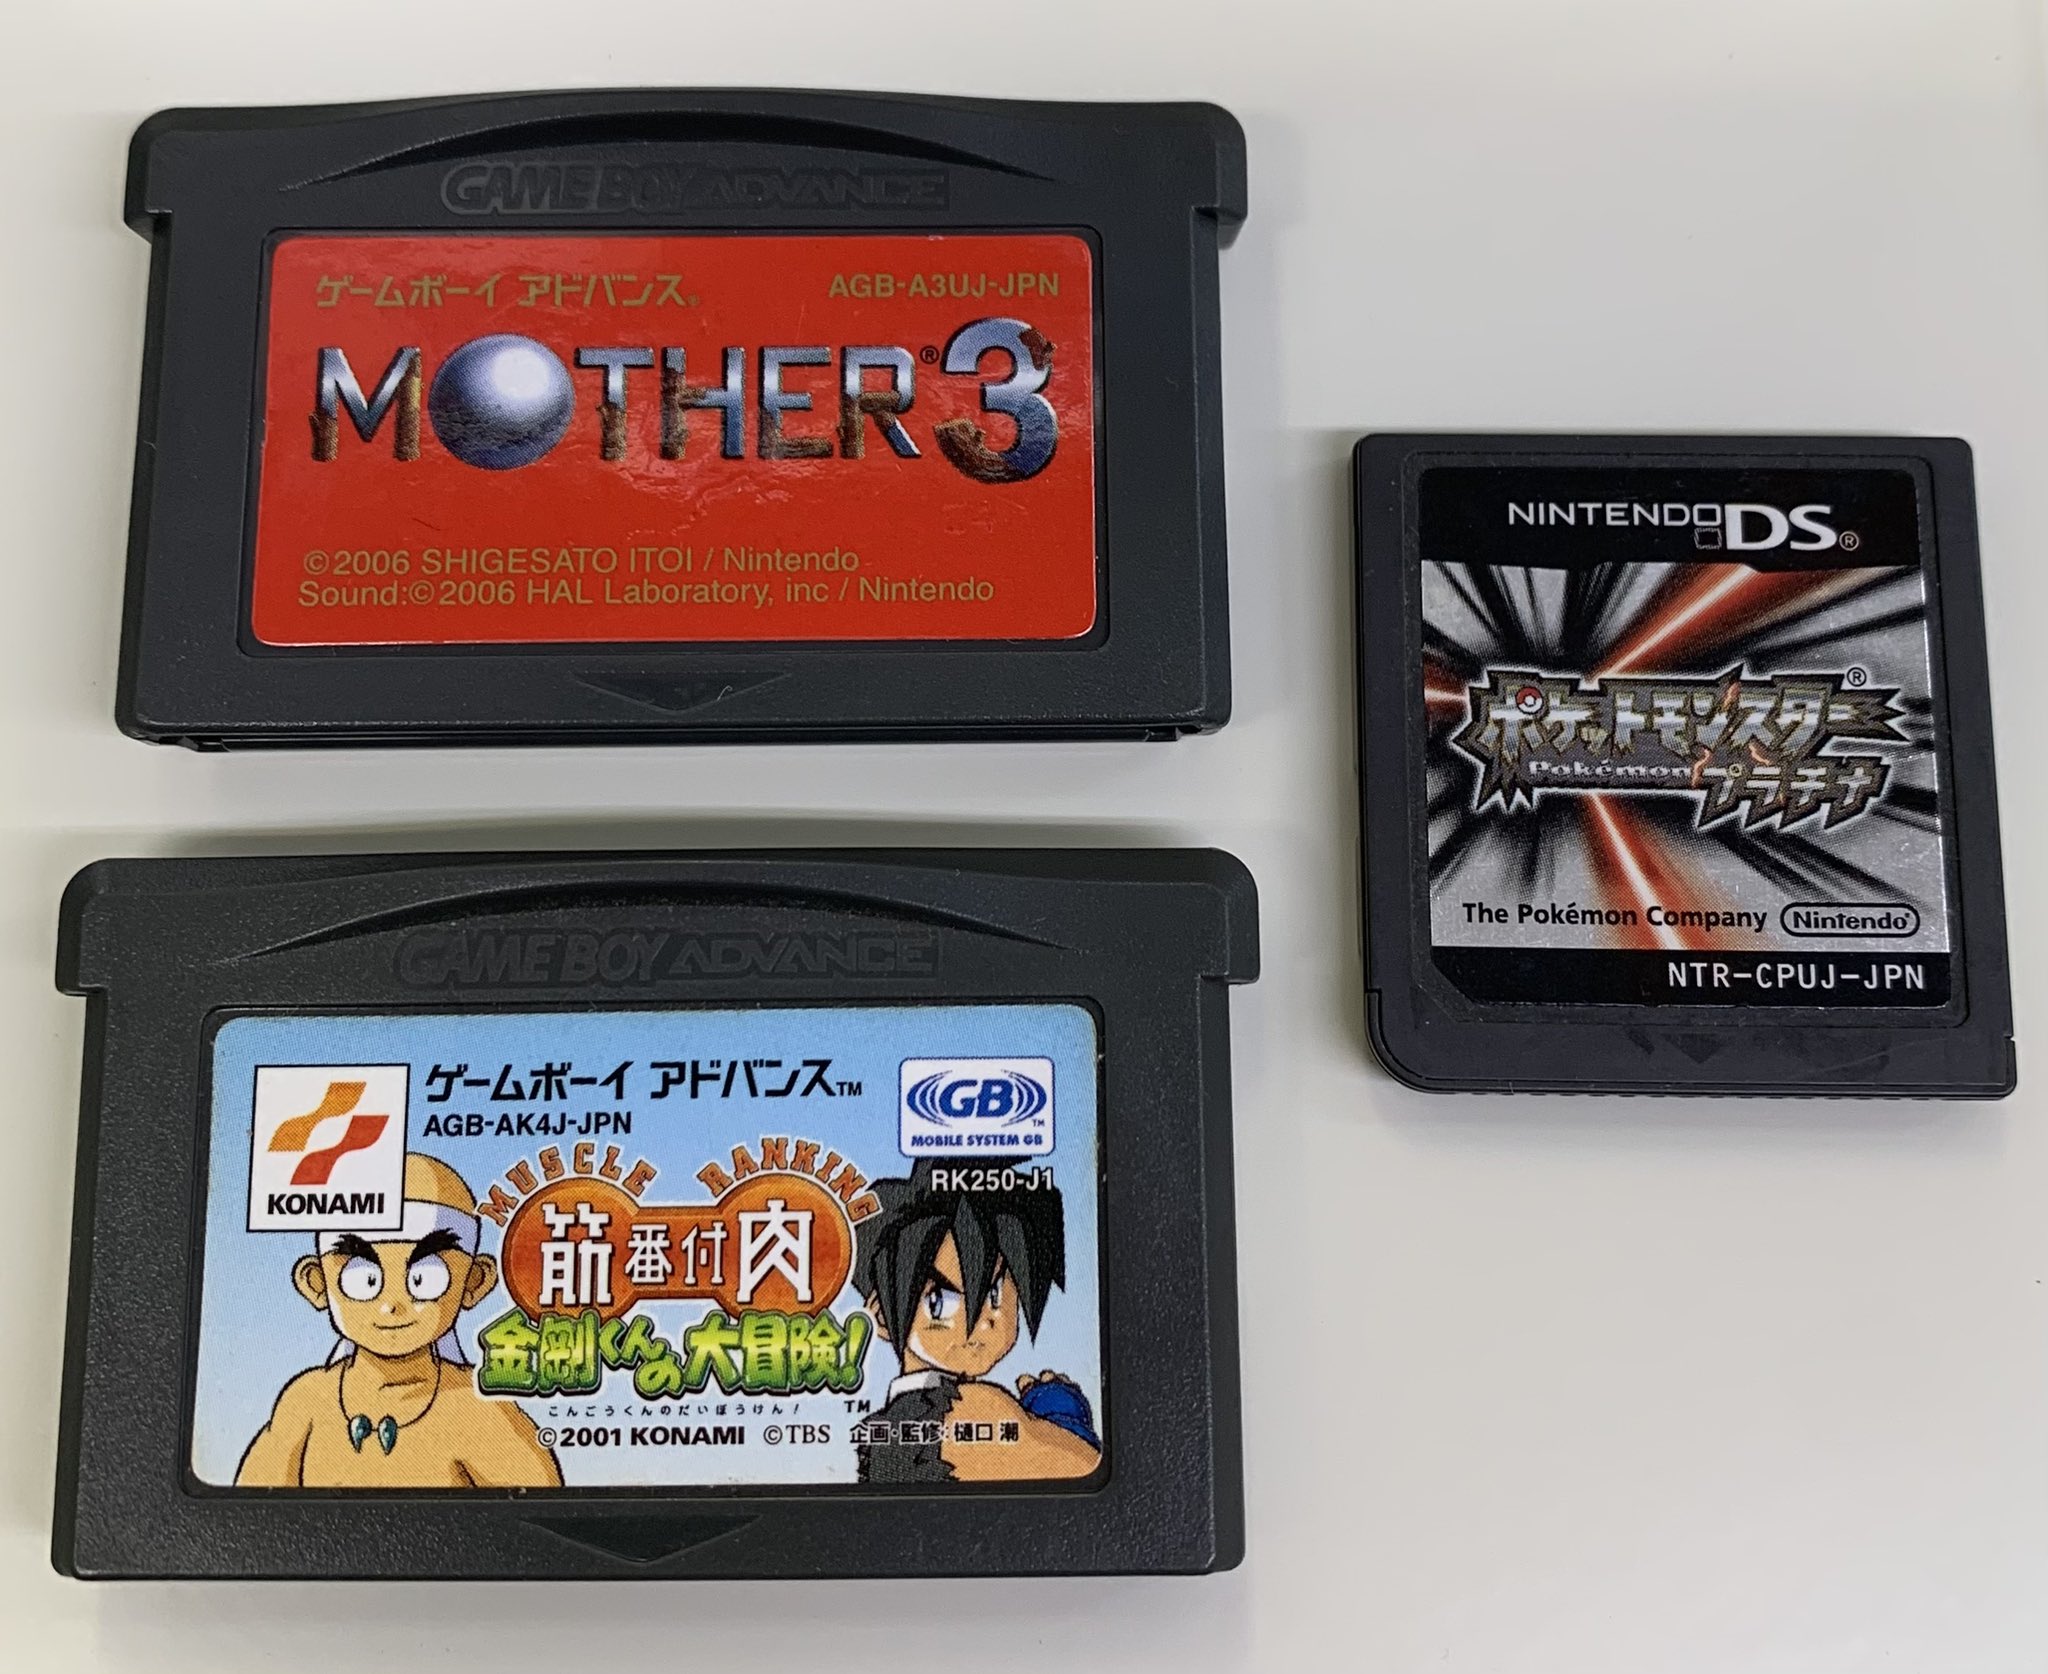 GAME BOY ADVANCE
ゲームボーイ アドバンス® AGB-A3UJ-JPN
MOTHER®3
©2006 SHIGESATO ITOI / Nintendo
Sound:©2006 HAL Laboratory, inc / Nintendo
GAME BOY ADVANCE
KONAMI
ゲームボーイ アドバンス™
AGB-AK4J-JPN
GB™
MOBILE SYSTEM GB
RK250-J1
MUSCLE RANKING
筋肉番付
金剛くんの大冒険!
こんごうくんのだいぼうけん! ™
©2001 KONAMI ©TBS 企画・監修:樋口 潮
NINTENDO DS®
ポケットモンスター®
Pokémon プラチナ
The Pokémon Company Nintendo®
NTR-CPUJ-JPN